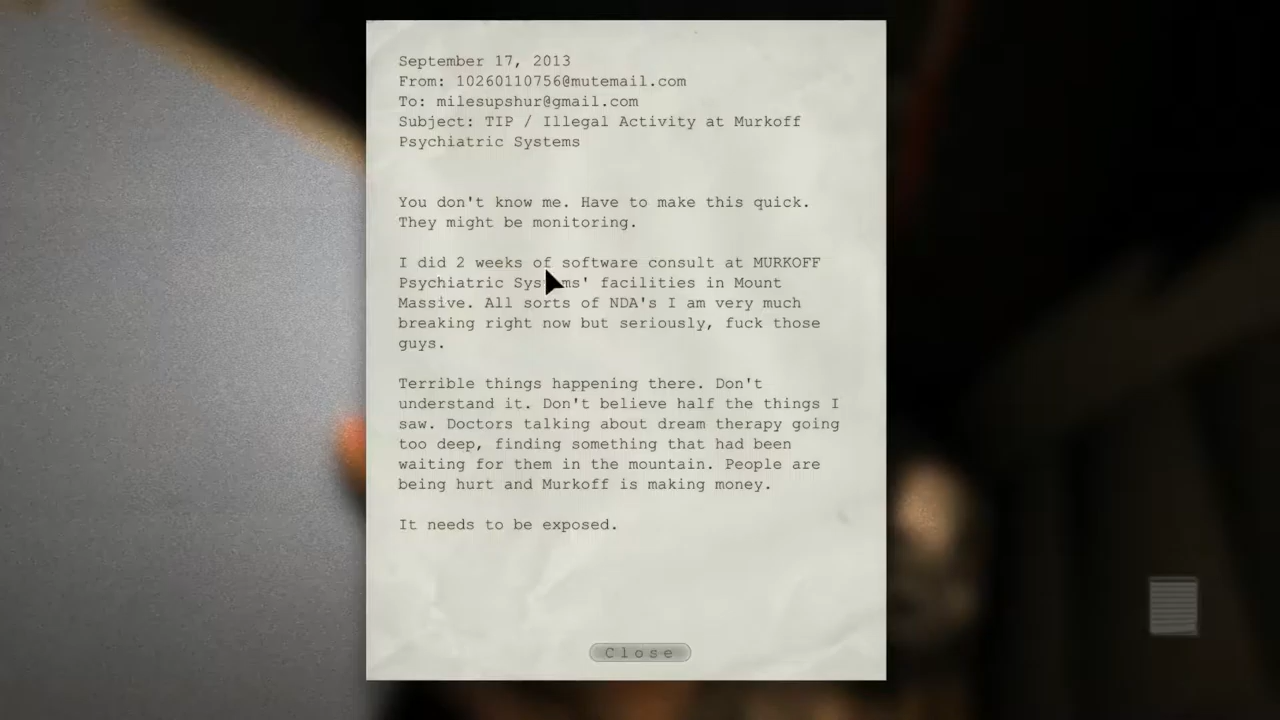 September 17, 2013
From: 10260110756@mutemail.com
To: milesupshur@gmail.com
Subject: TIP / Illegal Activity at Murkoff
Psychiatric Systems
You don't know me. Have to make this quick.
They might be monitoring.
I did 2 weeks of software consult at MURKOFF
Psychiatric Systems' facilities in Mount
Massive. All sorts of NDA's I am very much
breaking right now but seriously, fuck those
guys.
Terrible things happening there. Don't
understand it. Don't believe half the things I
saw. Doctors talking about dream therapy going
too deep, finding something that had been
waiting for them in the mountain. People are
being hurt and Murkoff is making money.
It needs to be exposed.
Close